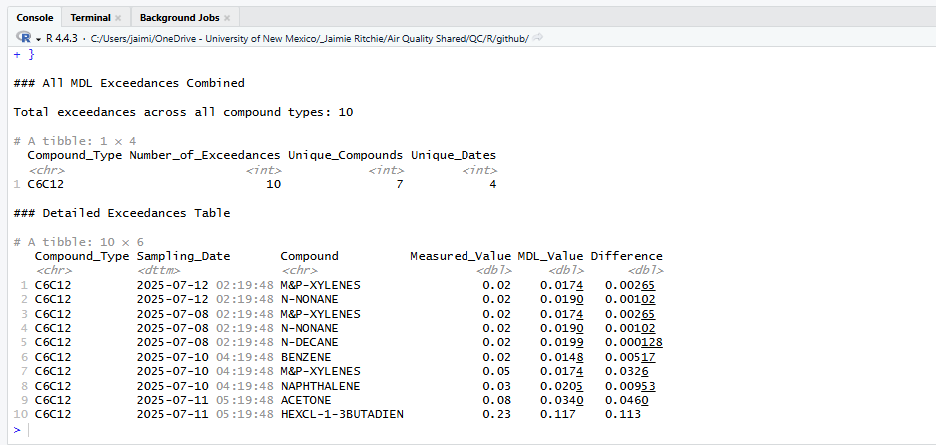 Console Terminal Background Jobs
R 4.4.3 · C:/Users/jaimi/OneDrive - University of New Mexico/_Jaimie Ritchie/Air Quality Shared/QC/R/github/
+ }
### All MDL Exceedances Combined
Total exceedances across all compound types: 10
# A tibble: 1 × 4
Compound_Type Number_of_Exceedances Unique_Compounds Unique_Dates
<chr> <int> <int> <int>
1 C6C12 10 7 4
### Detailed Exceedances Table
# A tibble: 10 × 6
Compound_Type Sampling_Date Compound Measured_Value MDL_Value Difference
<chr> <dttm> <chr> <dbl> <dbl> <dbl>
1 C6C12 2025-07-12 02:19:48 M&P-XYLENES 0.02 0.0174 0.00265
2 C6C12 2025-07-12 02:19:48 N-NONANE 0.02 0.0190 0.00102
3 C6C12 2025-07-08 02:19:48 M&P-XYLENES 0.02 0.0174 0.00265
4 C6C12 2025-07-08 02:19:48 N-NONANE 0.02 0.0190 0.00102
5 C6C12 2025-07-08 02:19:48 N-DECANE 0.02 0.0199 0.000128
6 C6C12 2025-07-10 04:19:48 BENZENE 0.02 0.0148 0.00517
7 C6C12 2025-07-10 04:19:48 M&P-XYLENES 0.05 0.0174 0.0326
8 C6C12 2025-07-10 04:19:48 NAPHTHALENE 0.03 0.0205 0.00953
9 C6C12 2025-07-11 05:19:48 ACETONE 0.08 0.0340 0.0460
10 C6C12 2025-07-11 05:19:48 HEXCL-1-3BUTADIEN 0.23 0.117 0.113
>